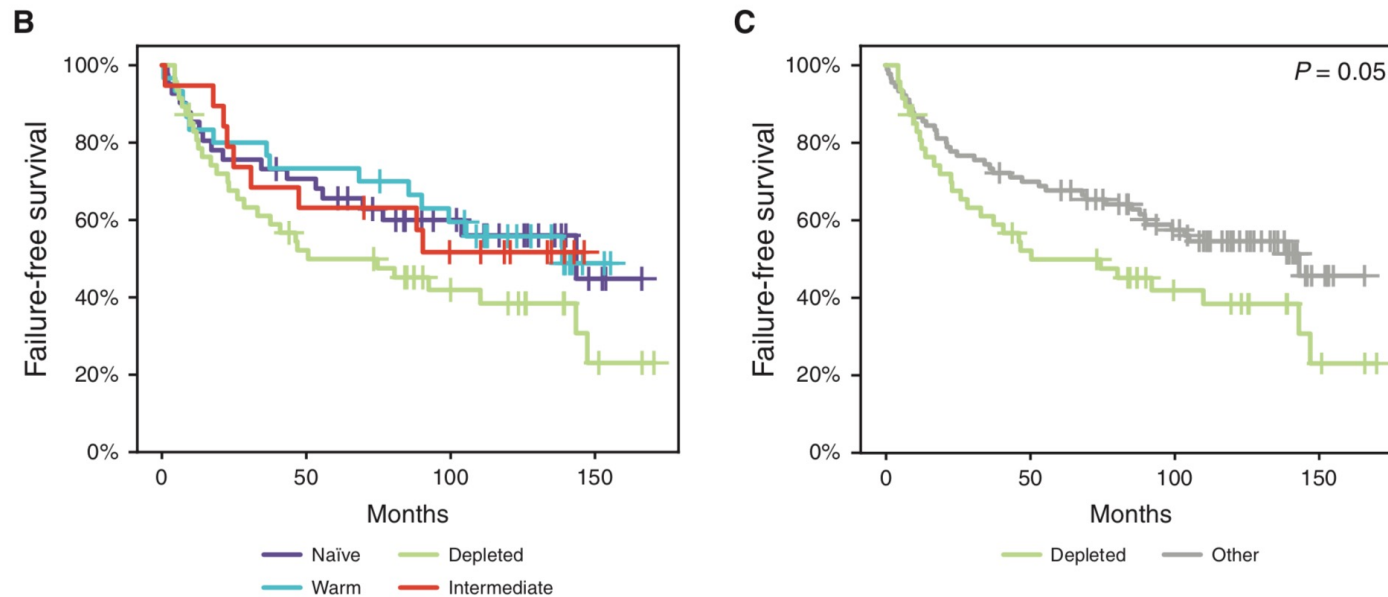 B
100%
80%
60%
40%
20%
0%
Failure-free survival
0
50
100
150
Months
Naïve
Depleted
Warm
Intermediate
C
P = 0.05
100%
80%
60%
40%
20%
0%
Failure-free survival
0
50
100
150
Months
Depleted
Other